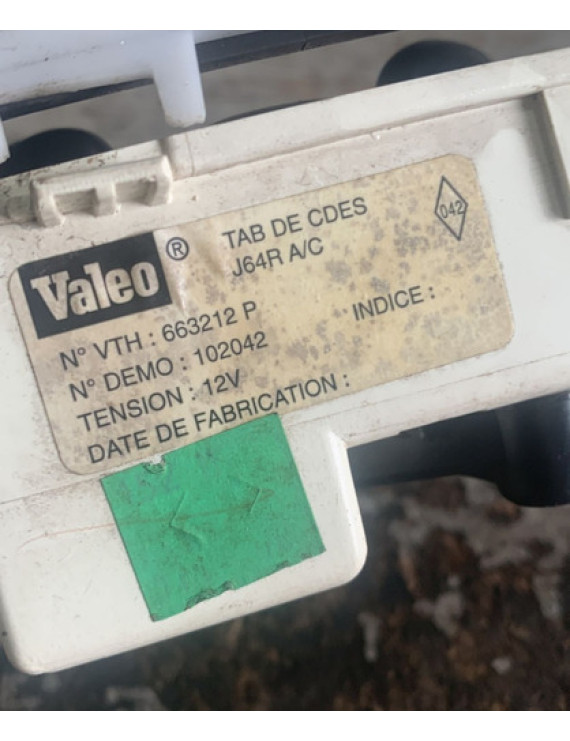 Valeo ®
TAB DE CDES
J64R A/C
042
N° VTH : 663212 P
INDICE :
N° DEMO : 102042
TENSION : 12V
DATE DE FABRICATION :